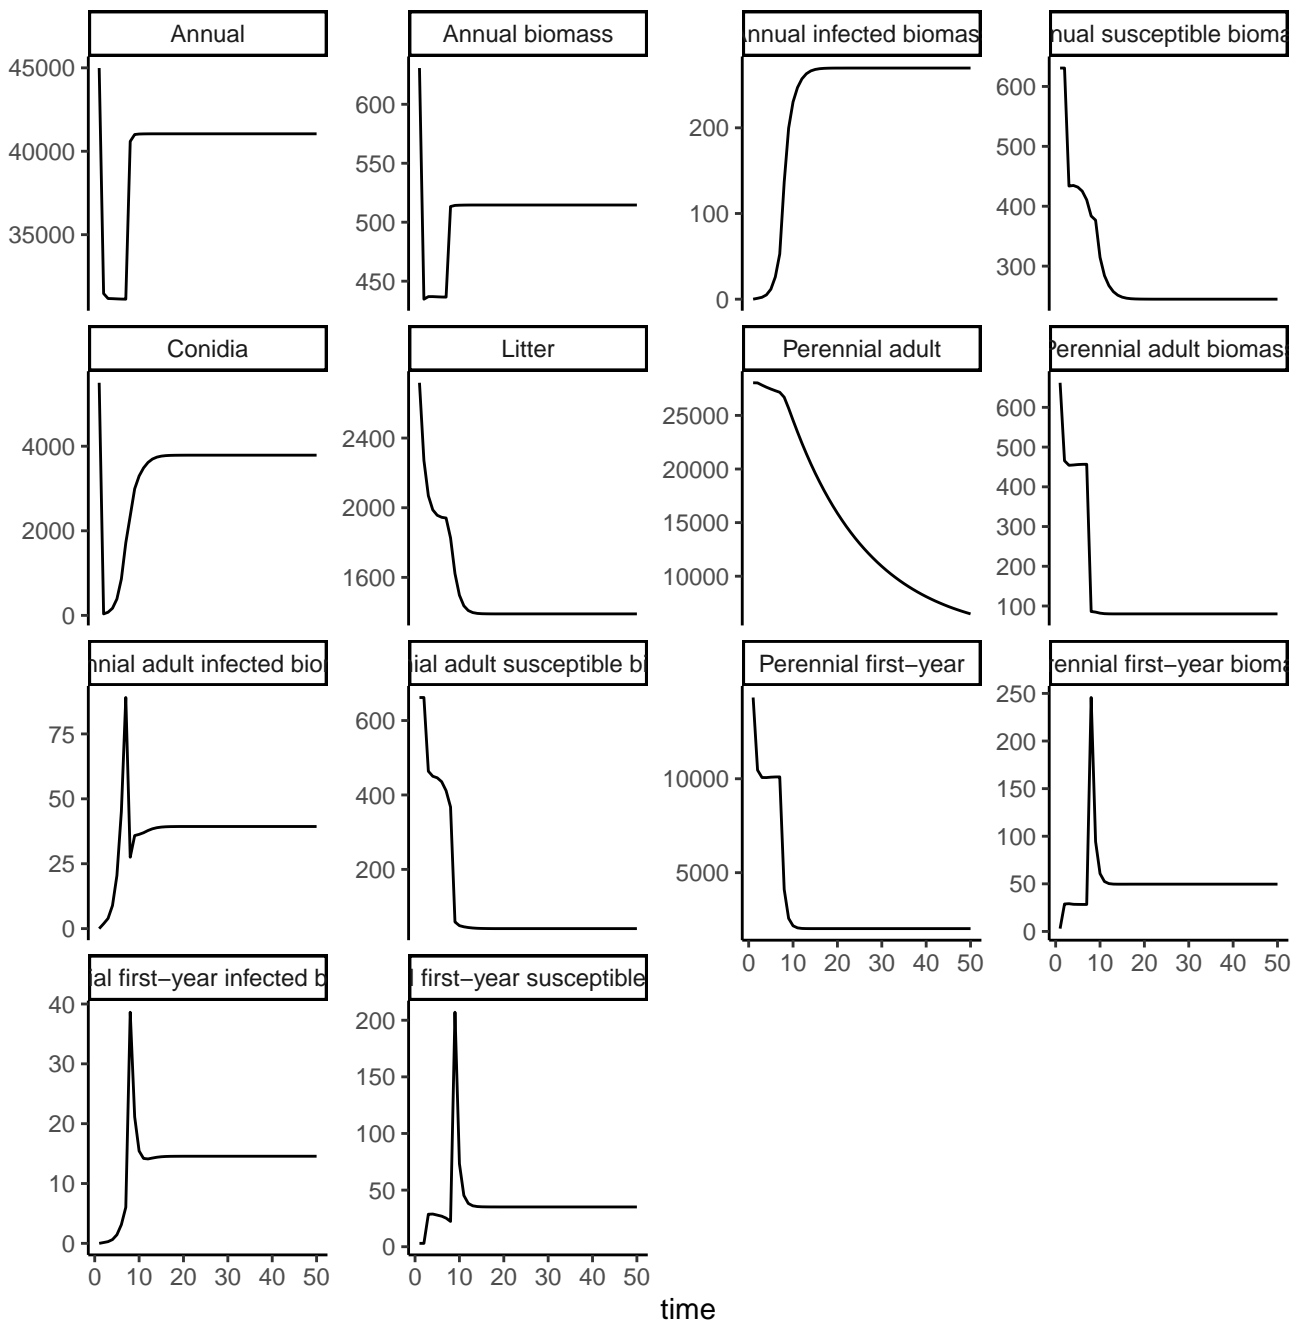 Annual
Annual biomass
nnual infected biomas
nual susceptible bioma
45000
40000
35000
600
550
500
450
200
100
0
600
500
400
300
Conidia
Litter
Perennial adult
Perennial adult biomass
4000
2000
0
2400
2000
1600
25000
20000
15000
10000
600
500
400
300
200
100
nnial adult infected bior
ial adult susceptible bi
Perennial first−year
rennial first−year bioma
75
50
25
0
600
400
200
10000
5000
250
200
150
100
50
0
0 10 20 30 40 50
0 10 20 30 40 50
ial first−year infected b
l first−year susceptible
40
30
20
10
0
200
150
100
50
0
0 10 20 30 40 50
0 10 20 30 40 50
time